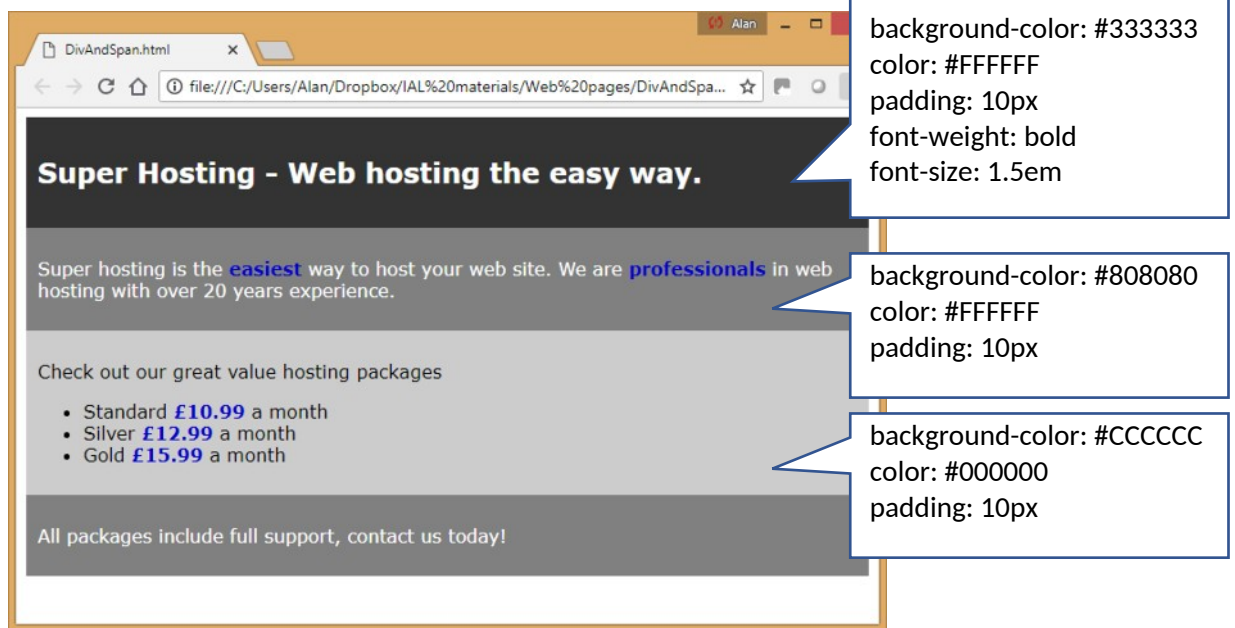 Alan
DivAndSpan.html
file:///C:/Users/Alan/Dropbox/IAL%20materials/Web%20pages/DivAndSpa...
Super Hosting - Web hosting the easy way.
Super hosting is the easiest way to host your web site. We are professionals in web
hosting with over 20 years experience.
Check out our great value hosting packages
• Standard £10.99 a month
• Silver £12.99 a month
• Gold £15.99 a month
All packages include full support, contact us today!
background-color: #333333
color: #FFFFFF
padding: 10px
font-weight: bold
font-size: 1.5em
background-color: #808080
color: #FFFFFF
padding: 10px
background-color: #CCCCCC
color: #000000
padding: 10px